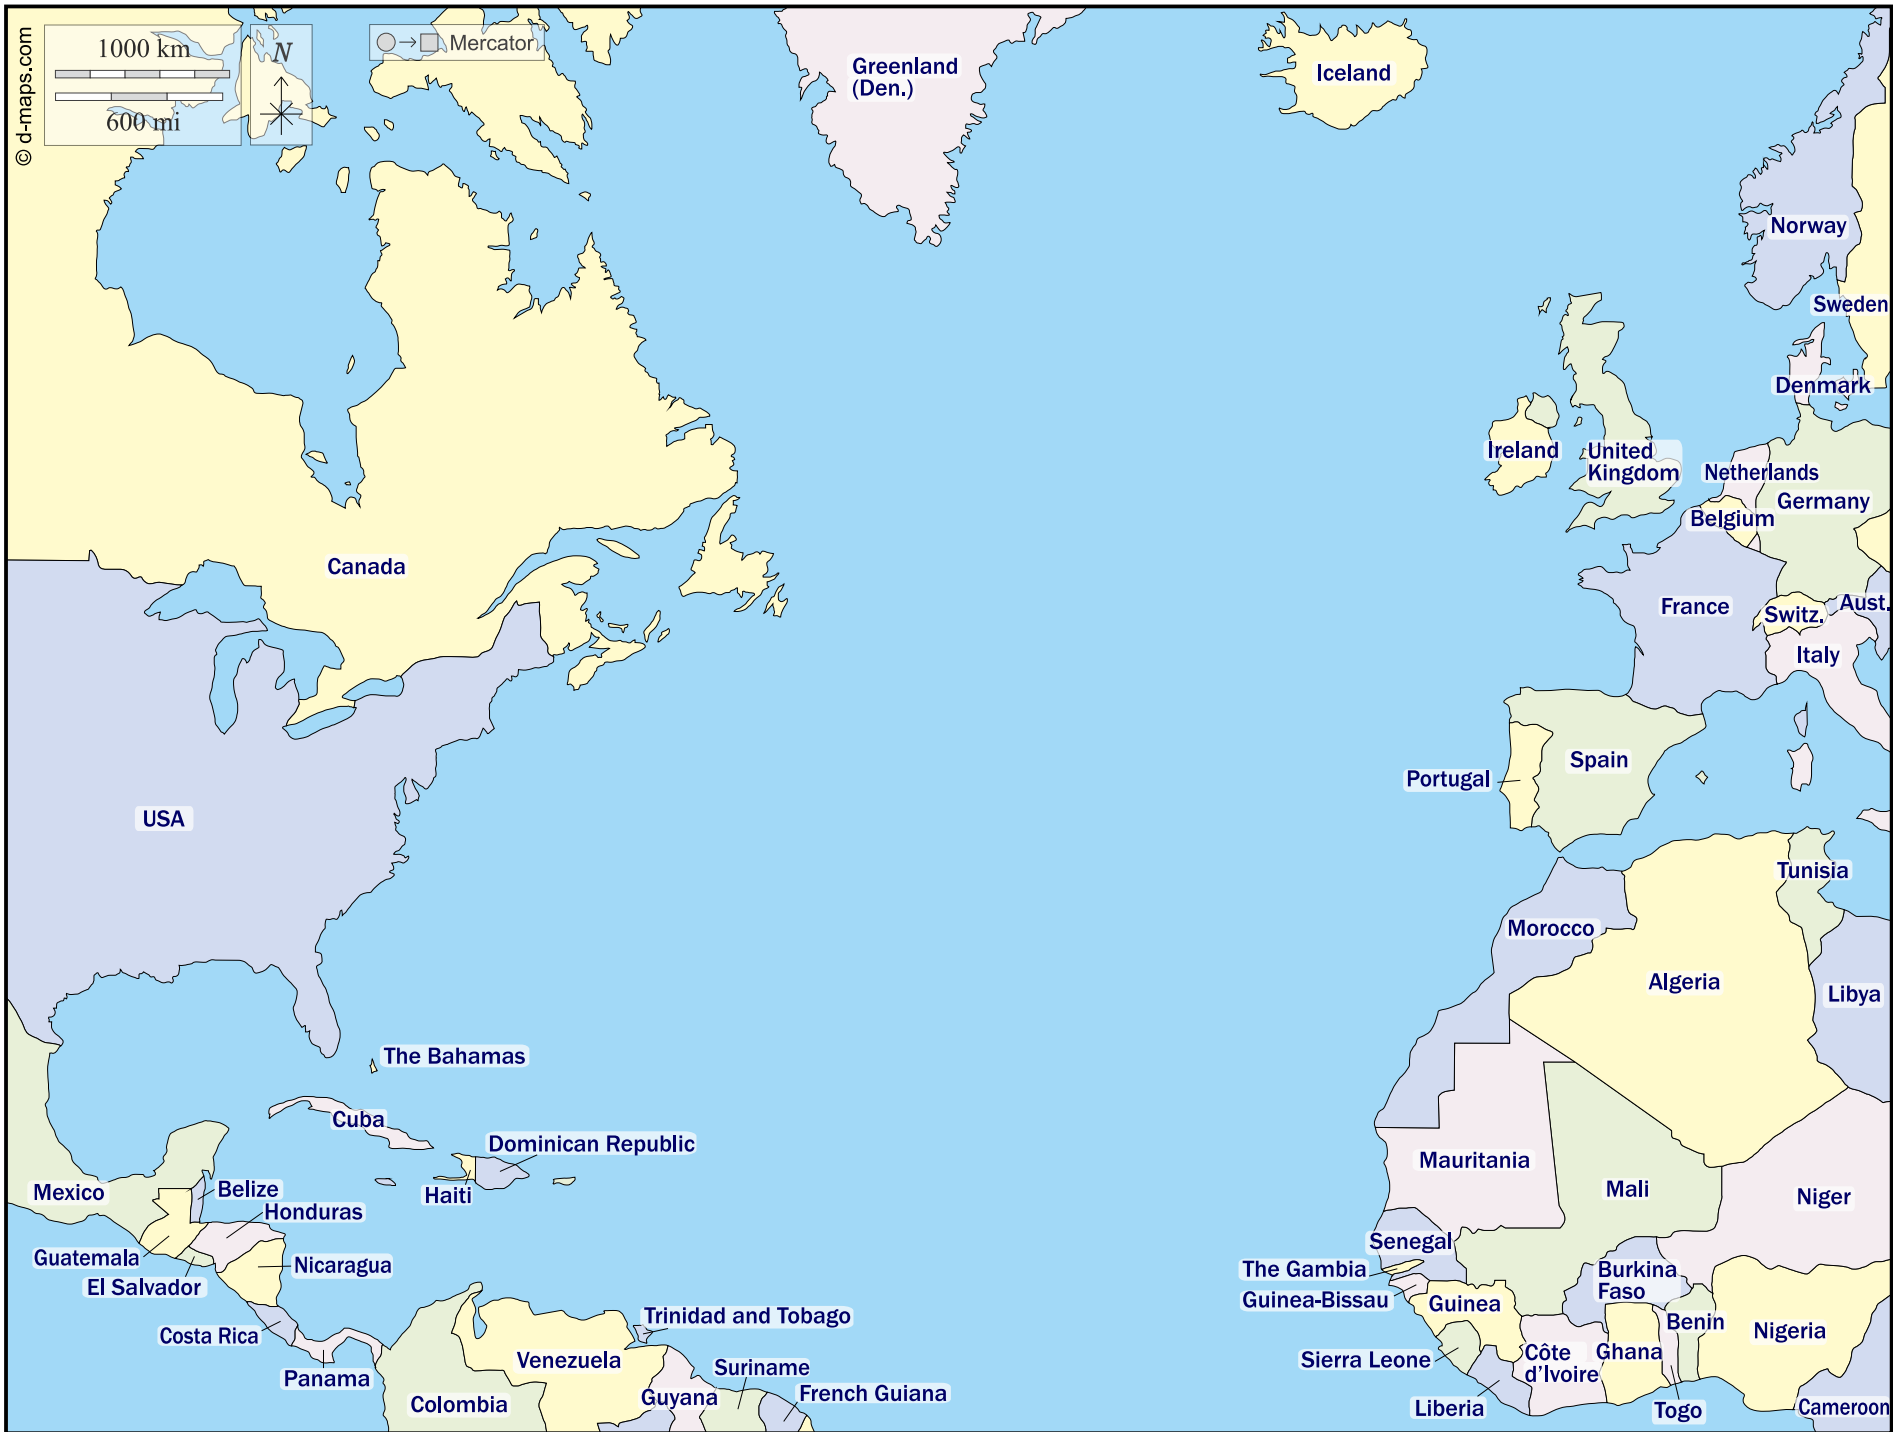 © d-maps.com
1000 km
600 mi
N
Mercator
Greenland
(Den.)
Iceland
Norway
Sweden
Denmark
Ireland
United
Kingdom
Netherlands
Germany
Belgium
Canada
France
Switz.
Aust.
Italy
Spain
Portugal
USA
Tunisia
Morocco
Algeria
Libya
The Bahamas
Cuba
Dominican Republic
Haiti
Mexico
Belize
Honduras
Guatemala
El Salvador
Nicaragua
Costa Rica
Panama
Mauritania
Mali
Niger
Senegal
The Gambia
Guinea-Bissau
Guinea
Burkina
Faso
Benin
Nigeria
Sierra Leone
Côte
d'Ivoire
Ghana
Liberia
Togo
Cameroon
Trinidad and Tobago
Venezuela
Suriname
Guyana
French Guiana
Colombia